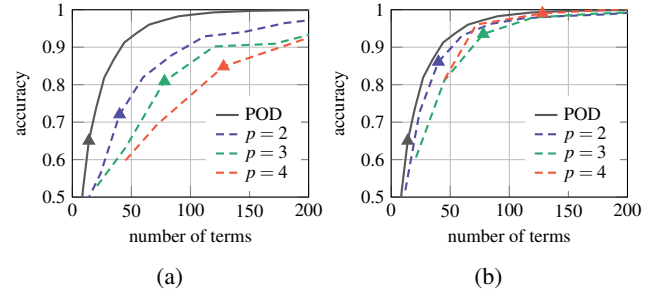 1
0.9
0.8
0.7
0.6
0.5
0
50
100
150
200
accuracy
number of terms
POD
p = 2
p = 3
p = 4
(a)
1
0.9
0.8
0.7
0.6
0.5
0
50
100
150
200
accuracy
number of terms
POD
p = 2
p = 3
p = 4
(b)